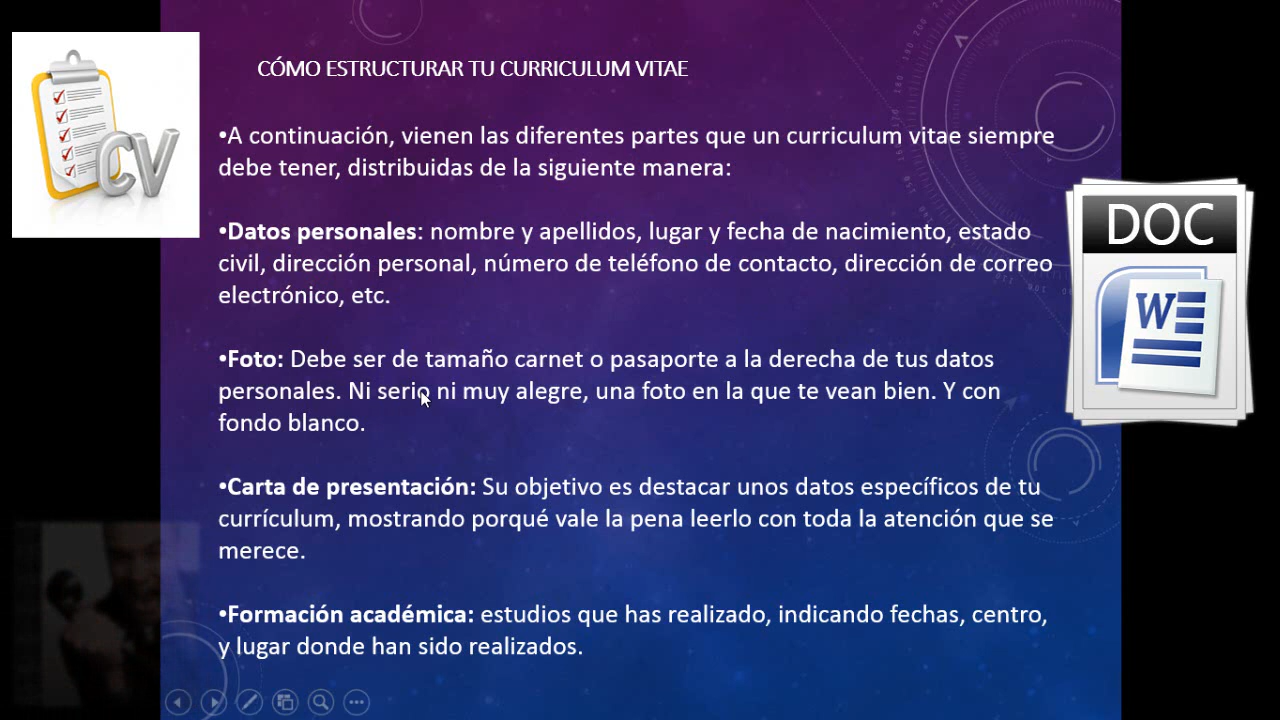 CÓMO ESTRUCTURAR TU CURRICULUM VITAE
•A continuación, vienen las diferentes partes que un curriculum vitae siempre
debe tener, distribuidas de la siguiente manera:
•Datos personales: nombre y apellidos, lugar y fecha de nacimiento, estado
civil, dirección personal, número de teléfono de contacto, dirección de correo
electrónico, etc.
•Foto: Debe ser de tamaño carnet o pasaporte a la derecha de tus datos
personales. Ni serio ni muy alegre, una foto en la que te vean bien. Y con
fondo blanco.
•Carta de presentación: Su objetivo es destacar unos datos específicos de tu
currículum, mostrando porqué vale la pena leerlo con toda la atención que se
merece.
•Formación académica: estudios que has realizado, indicando fechas, centro,
y lugar donde han sido realizados.
CV
DOC
W